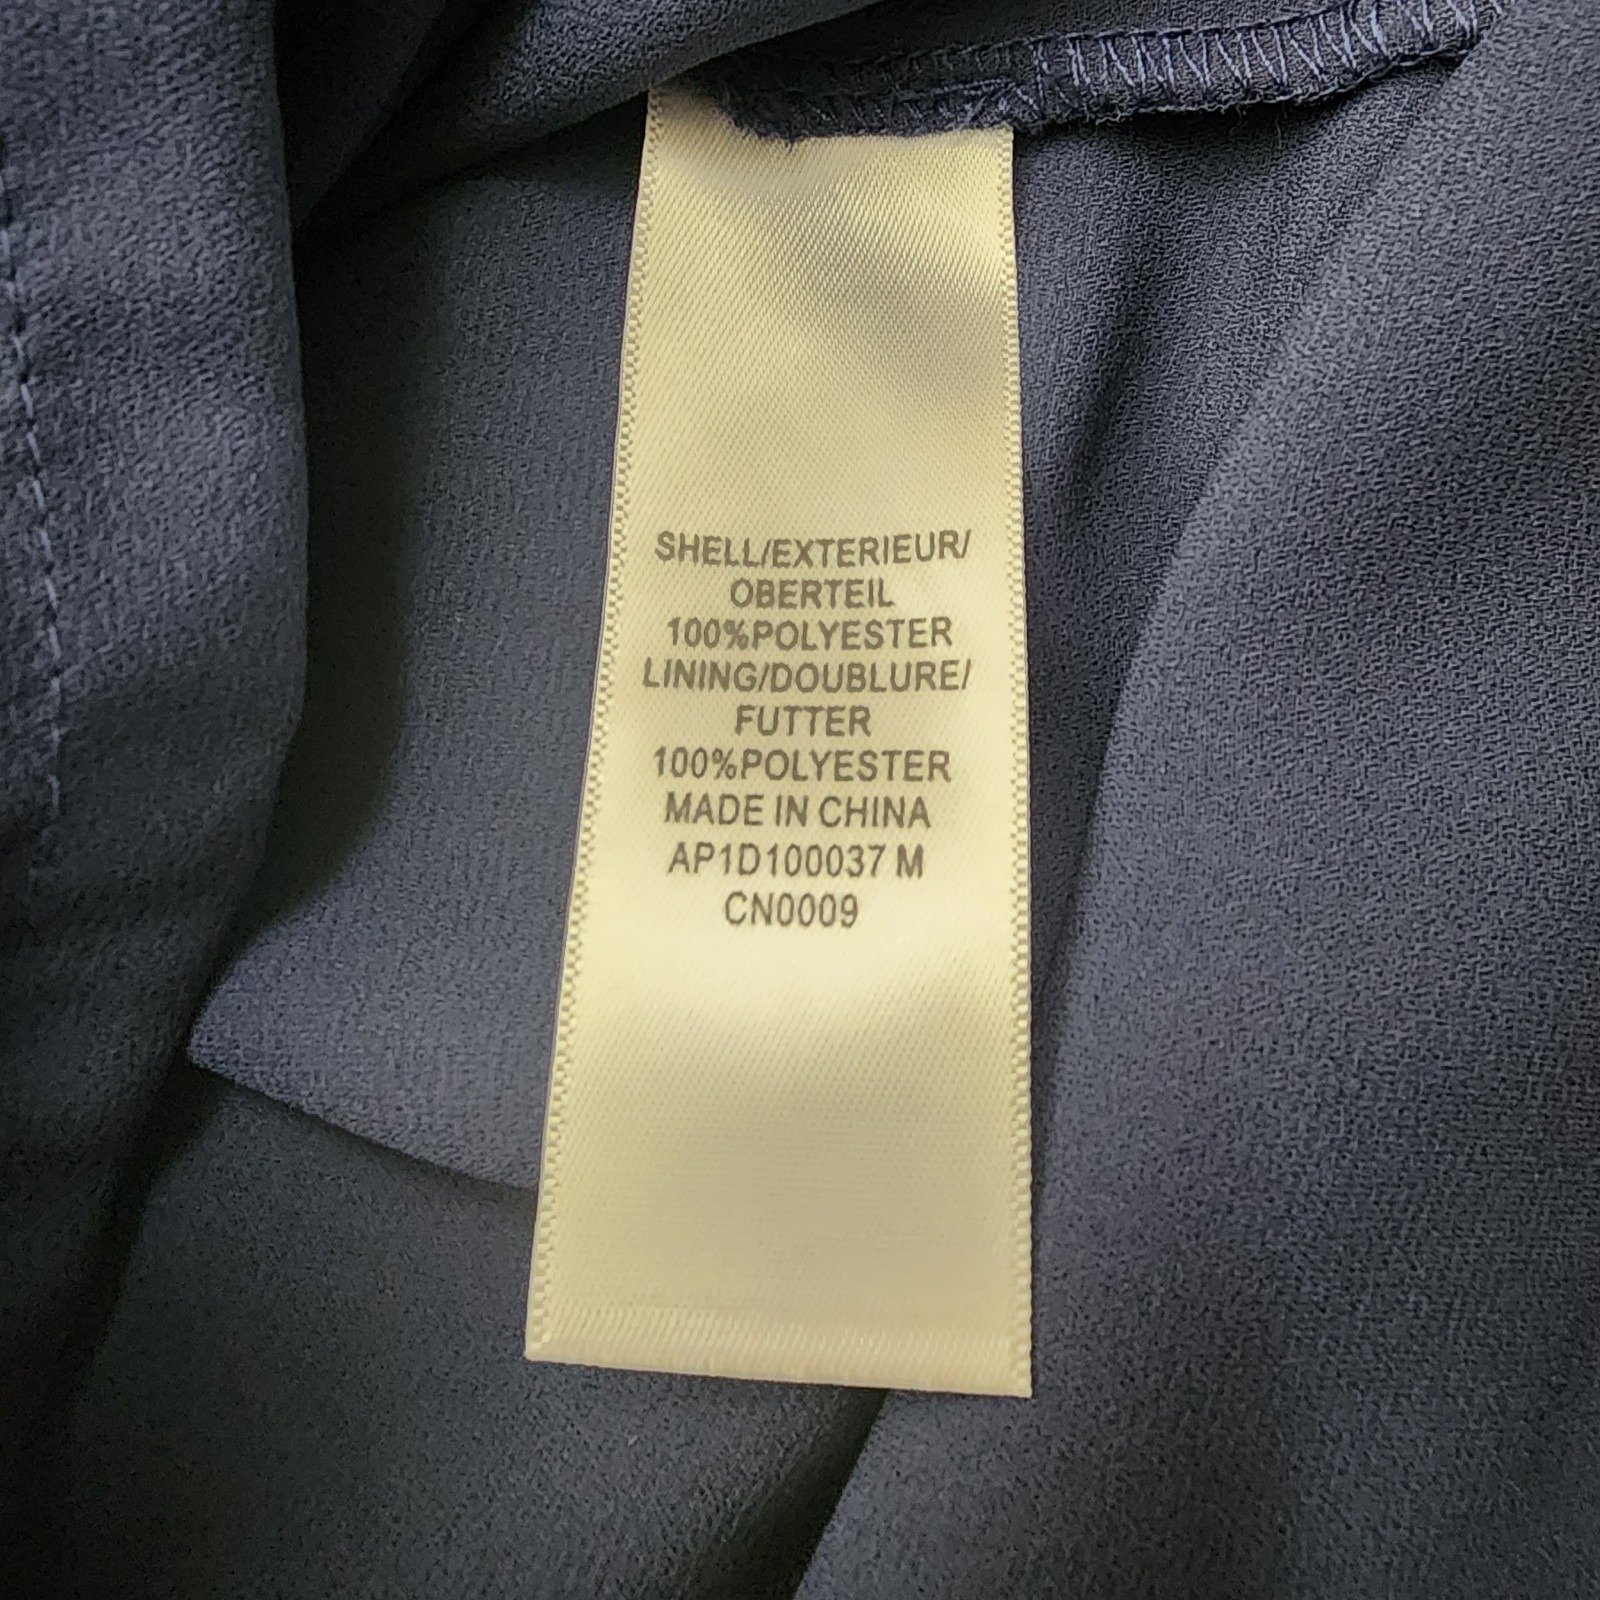 SHELL/EXTERIEUR/
OBERTEIL
100%POLYESTER
LINING/DOUBLURE/
FUTTER
100%POLYESTER
MADE IN CHINA
AP1D100037 M
CN0009